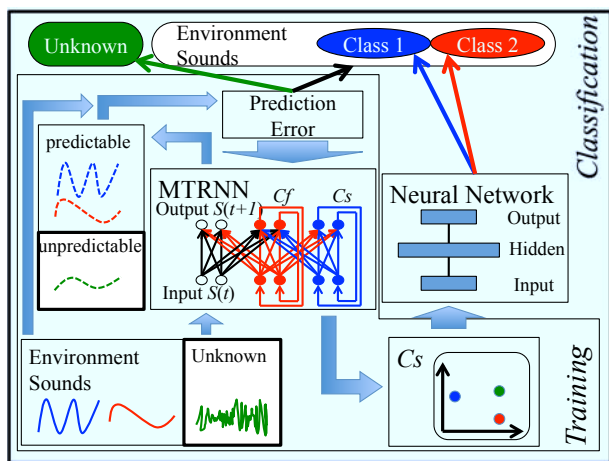 Unknown
Environment
Sounds
Class 1
Class 2
Classification
Prediction
Error
predictable
unpredictable
MTRNN
Cf
Cs
Output S(t+1)
Input S(t)
Neural Network
Output
Hidden
Input
Environment
Sounds
Unknown
Cs
Training